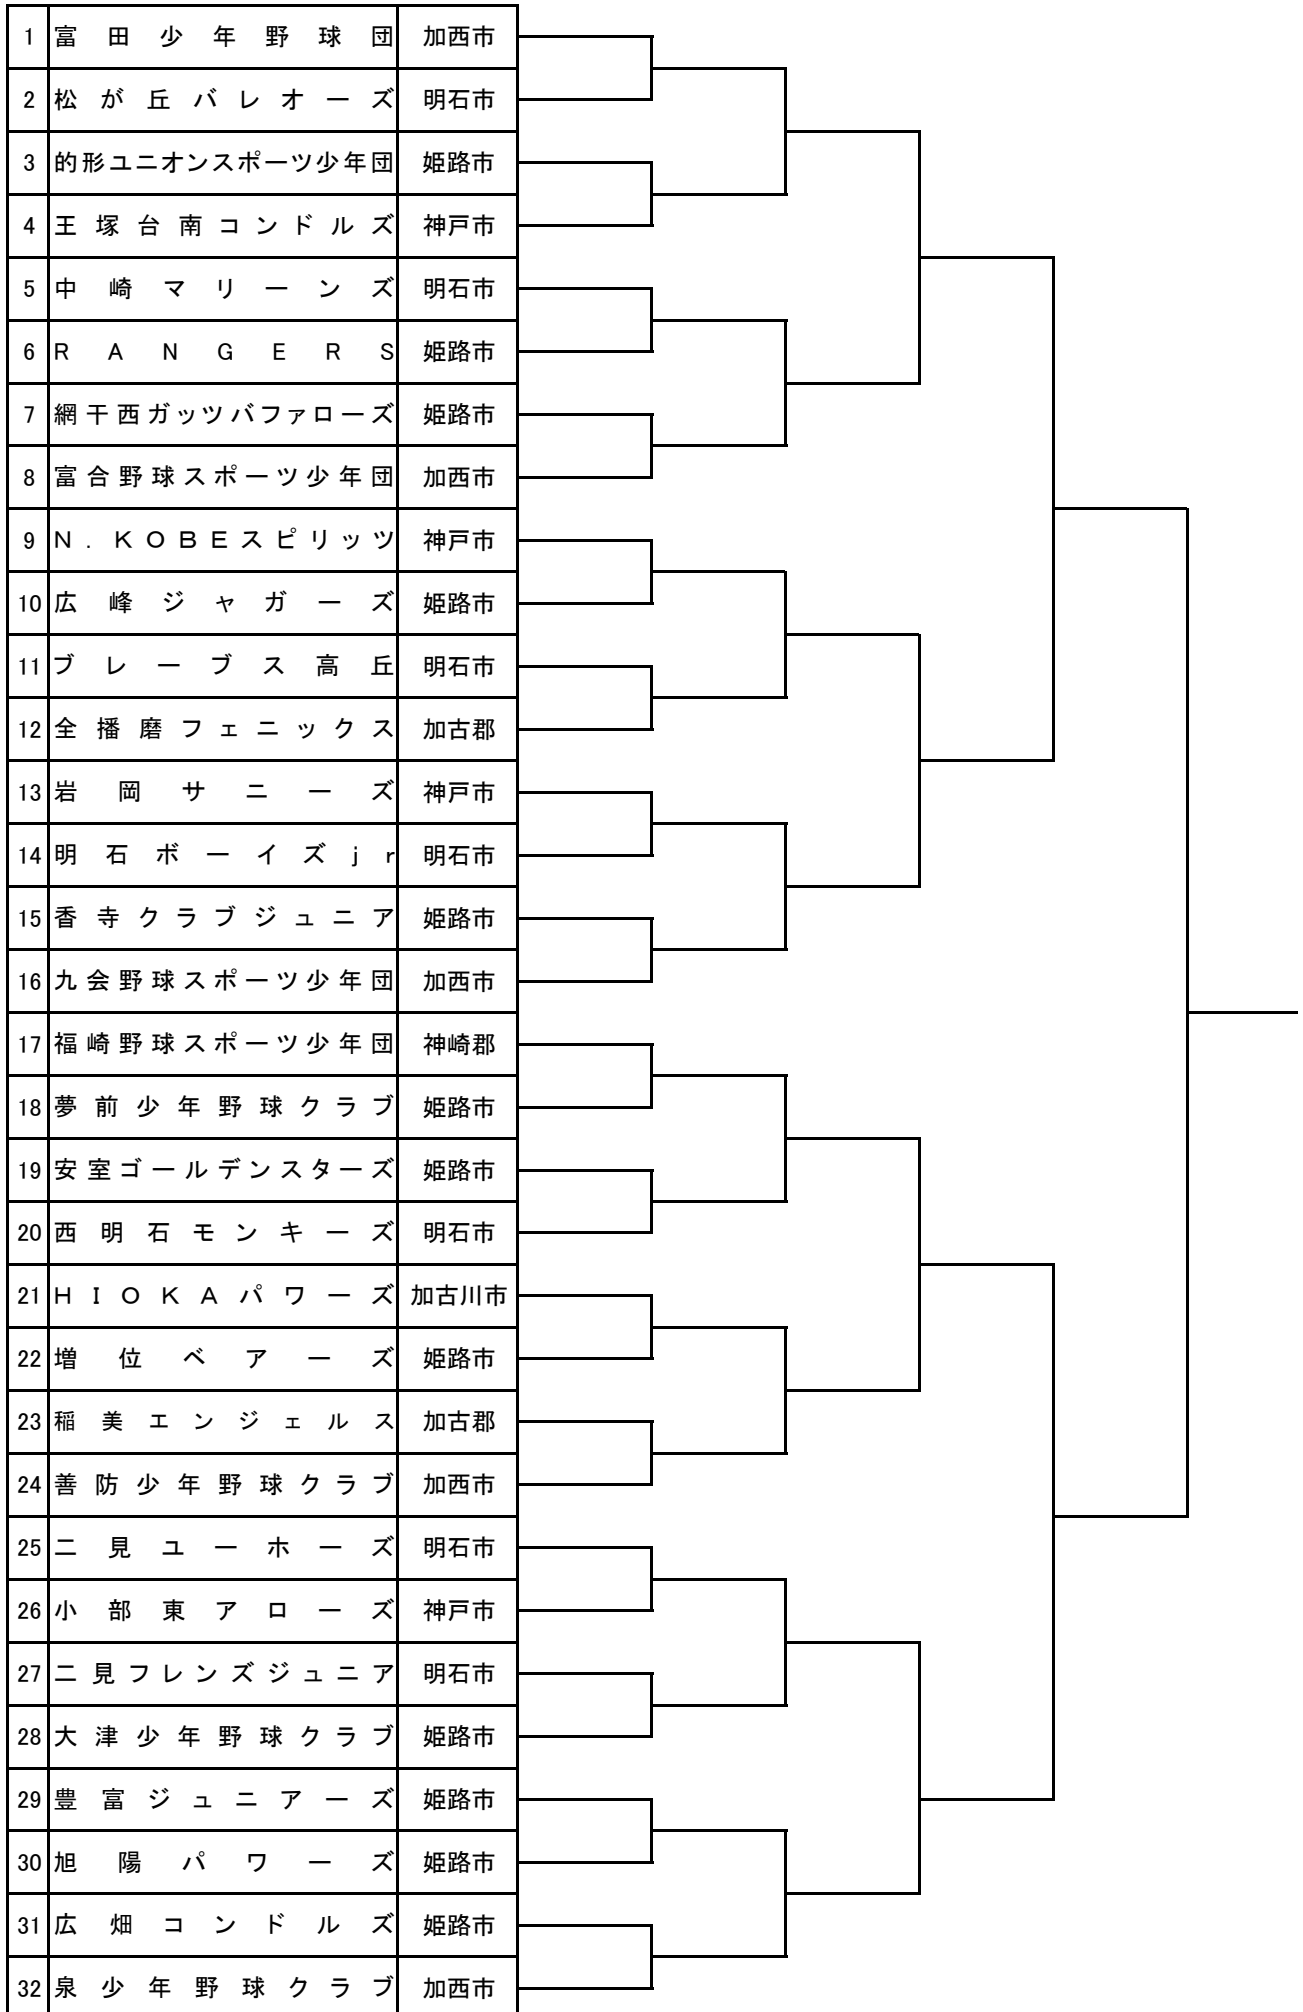 1 富田少年野球団 加西市
2 松が丘バレオーズ 明石市
3 的形ユニオンスポーツ少年団 姫路市
4 王塚台南コンドルズ 神戸市
5 中崎マリーンズ 明石市
6 RANGERS 姫路市
7 網干西ガッツバファローズ 姫路市
8 富合野球スポーツ少年団 加西市
9 N.KOBEスピリッツ 神戸市
10 広峰ジャガーズ 姫路市
11 ブレーブス高丘 明石市
12 全播磨フェニックス 加古郡
13 岩岡サニーズ 神戸市
14 明石ボーイズjr 明石市
15 香寺クラブジュニア 姫路市
16 九会野球スポーツ少年団 加西市
17 福崎野球スポーツ少年団 神崎郡
18 夢前少年野球クラブ 姫路市
19 安室ゴールデンスターズ 姫路市
20 西明石モンキーズ 明石市
21 HIOKAパワーズ 加古川市
22 増位ベアーズ 姫路市
23 稲美エンジェルス 加古郡
24 善防少年野球クラブ 加西市
25 二見ユーホーズ 明石市
26 小部東アローズ 神戸市
27 二見フレンズジュニア 明石市
28 大津少年野球クラブ 姫路市
29 豊富ジュニアーズ 姫路市
30 旭陽パワーズ 姫路市
31 広畑コンドルズ 姫路市
32 泉少年野球クラブ 加西市